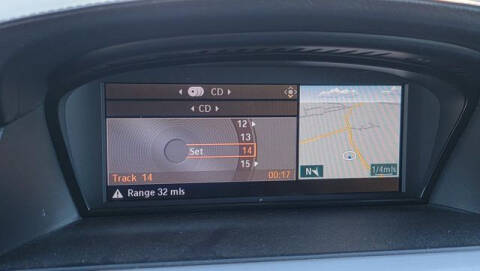 CD
CD
12
13
Set 14
15
Track 14 00:17
N 1/4mls
Range 32 mls